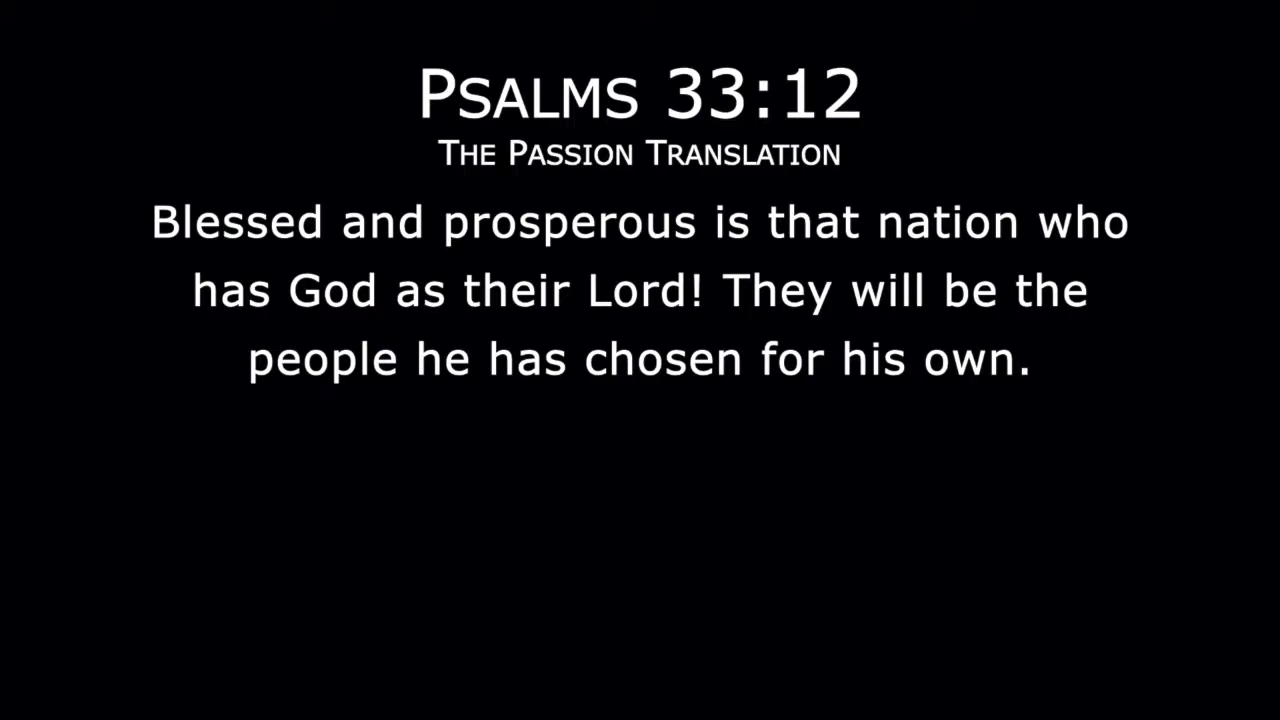 Psalms 33:12
The Passion Translation
Blessed and prosperous is that nation who
has God as their Lord! They will be the
people he has chosen for his own.